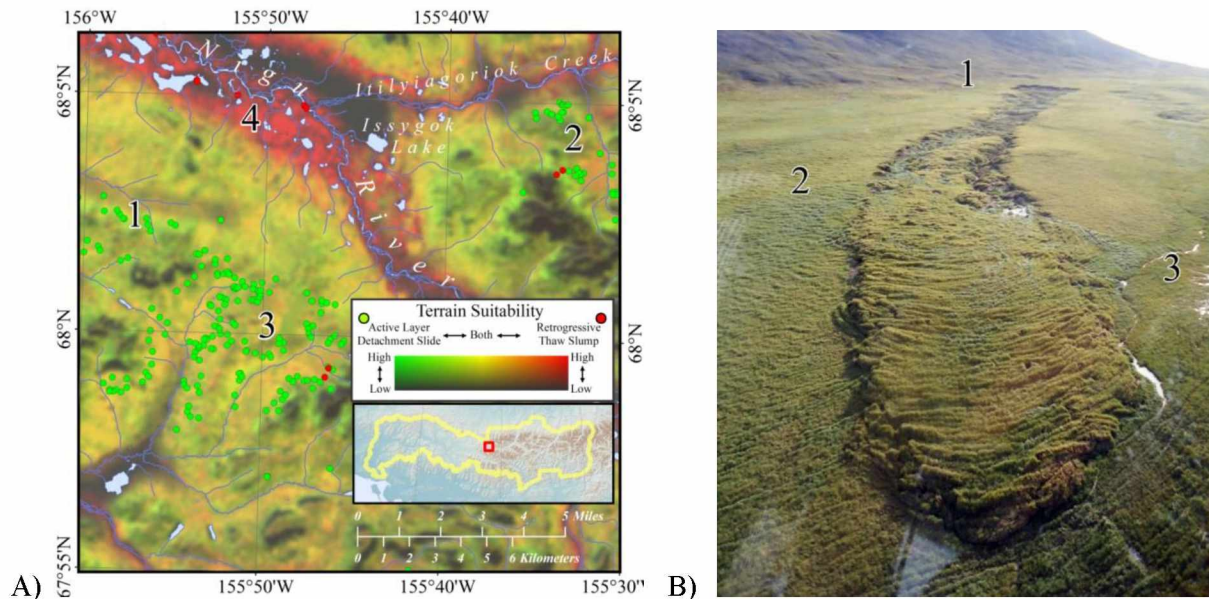 156°W 155°50'W 155°40'W
68°5'N
68°5'N
Nigu River
Itilyiagoriok Creek
Issygok
Lake
1
2
3
4
68°N
68°N
Terrain Suitability
Active Layer
Detachment Slide
Both
Retrogressive
Thaw Slump
High
Low
High
Low
0 1 2 3 4 5 Miles
0 1 2 3 4 5 6 Kilometers
67°55'N
155°50'W 155°40'W 155°30'W
A)
1
2
3
B)